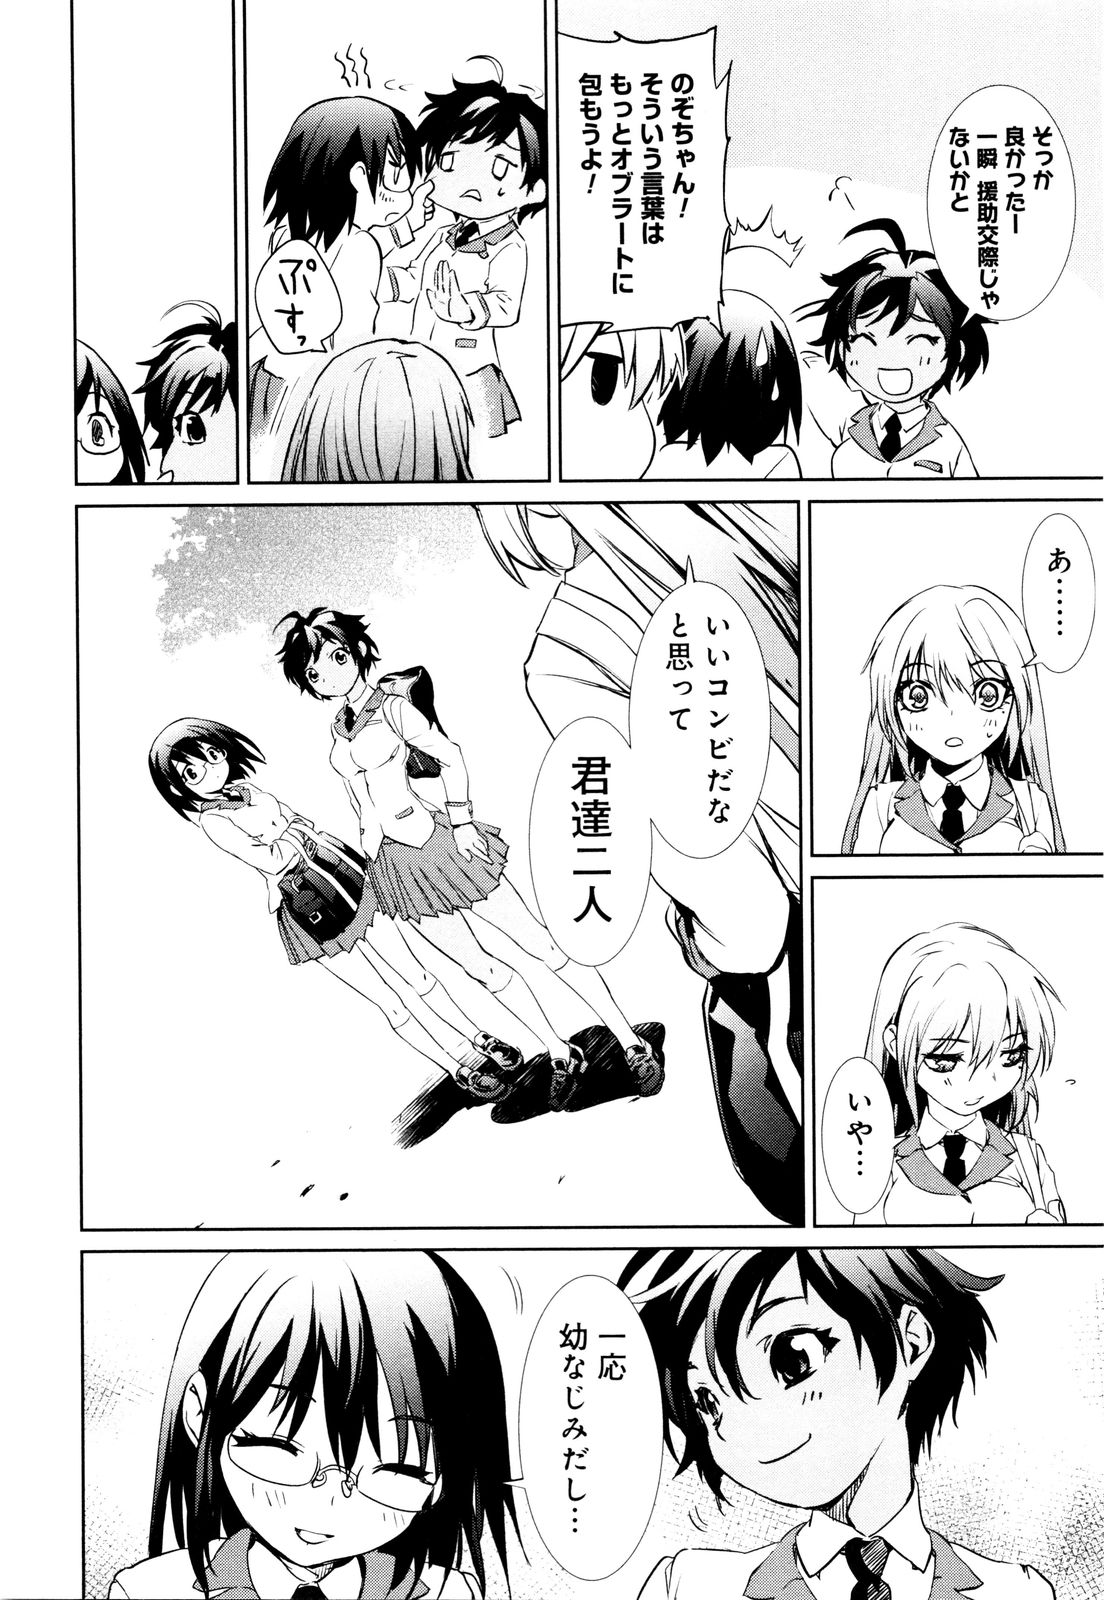 そっか
良かったー
一瞬 援助交際じゃ
ないかと
のぞちゃん!
そういう言葉は
もっとオブラートに
包もうよ!
ぷすっ
あ……
いや…
いいコンビだな
と思って
君達二人
一応
幼なじみだし…